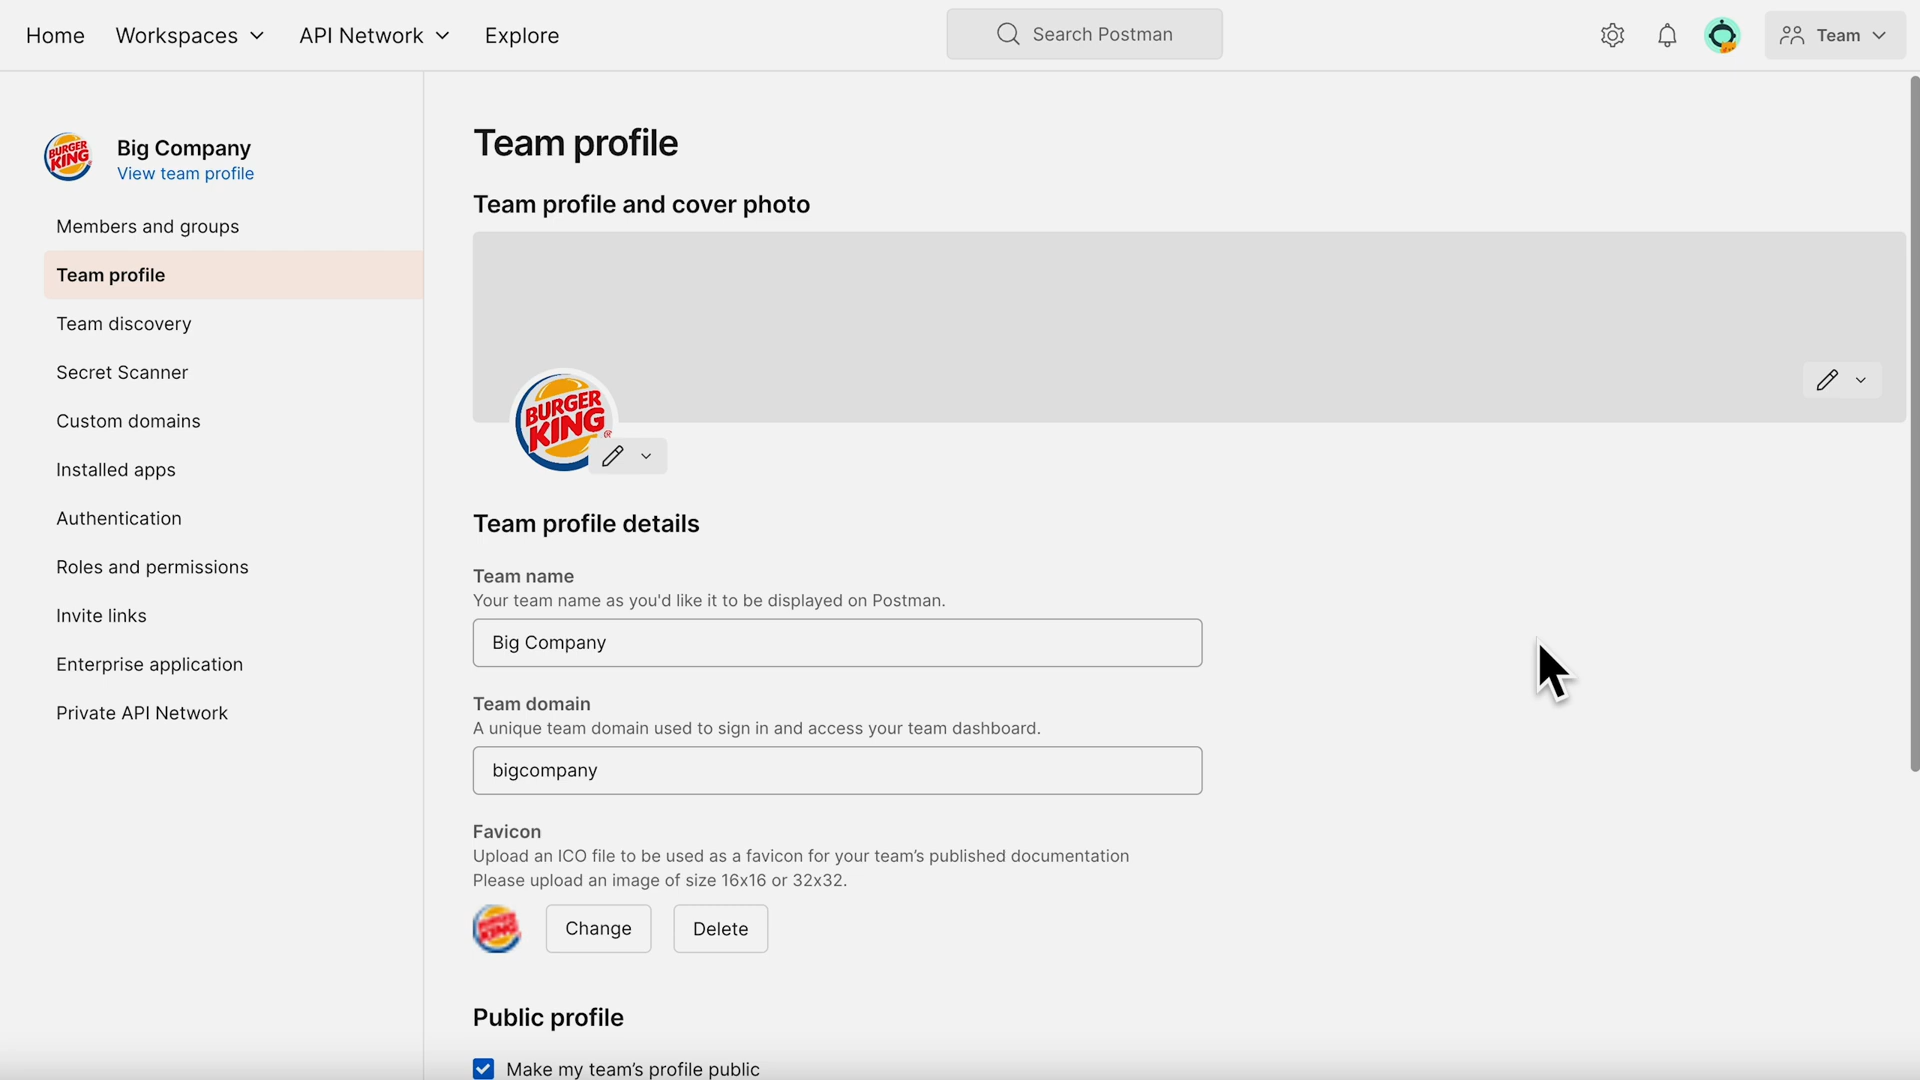 Home
Workspaces
API Network
Explore
Search Postman
Team
BURGER
KING
Big Company
View team profile
Members and groups
Team profile
Team discovery
Secret Scanner
Custom domains
Installed apps
Authentication
Roles and permissions
Invite links
Enterprise application
Private API Network
Team profile
Team profile and cover photo
BURGER
KING®
Team profile details
Team name
Your team name as you'd like it to be displayed on Postman.
Big Company
Team domain
A unique team domain used to sign in and access your team dashboard.
bigcompany
Favicon
Upload an ICO file to be used as a favicon for your team’s published documentation
Please upload an image of size 16x16 or 32x32.
BURGER
KING
Change
Delete
Public profile
Make my team’s profile public